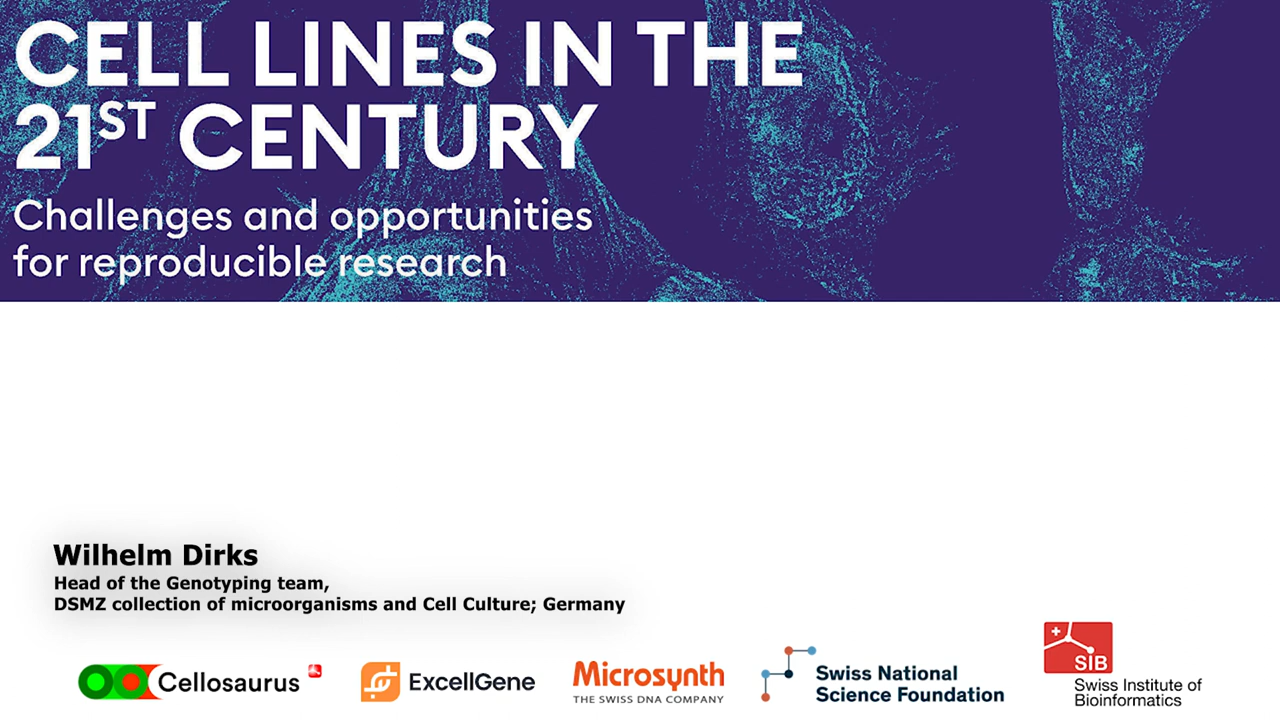 CELL LINES IN THE
21ST CENTURY
Challenges and opportunities
for reproducible research
Wilhelm Dirks
Head of the Genotyping team,
DSMZ collection of microorganisms and Cell Culture; Germany
Cellosaurus
ExcellGene
Microsynth
THE SWISS DNA COMPANY
Swiss National
Science Foundation
SIB
Swiss Institute of
Bioinformatics